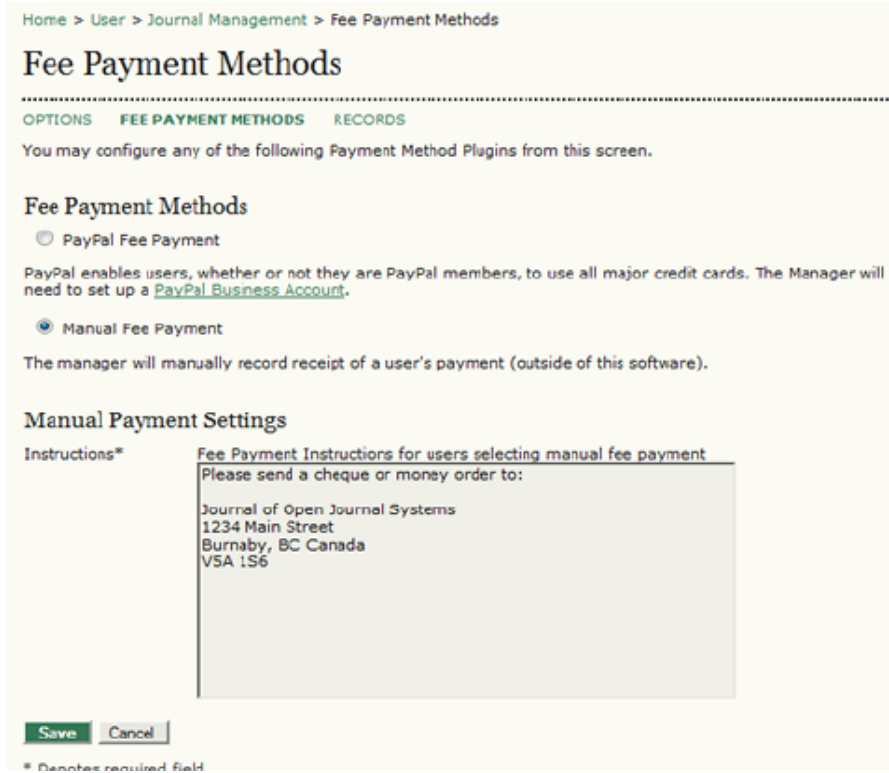 Home > User > Journal Management > Fee Payment Methods
Fee Payment Methods
OPTIONS FEE PAYMENT METHODS RECORDS
You may configure any of the following Payment Method Plugins from this screen.
Fee Payment Methods
PayPal Fee Payment
PayPal enables users, whether or not they are PayPal members, to use all major credit cards. The Manager will
need to set up a PayPal Business Account.
Manual Fee Payment
The manager will manually record receipt of a user's payment (outside of this software).
Manual Payment Settings
Instructions* Fee Payment Instructions for users selecting manual fee payment
Please send a cheque or money order to:
Journal of Open Journal Systems
1234 Main Street
Burnaby, BC Canada
V5A 1S6
Save Cancel
* Denotes required field